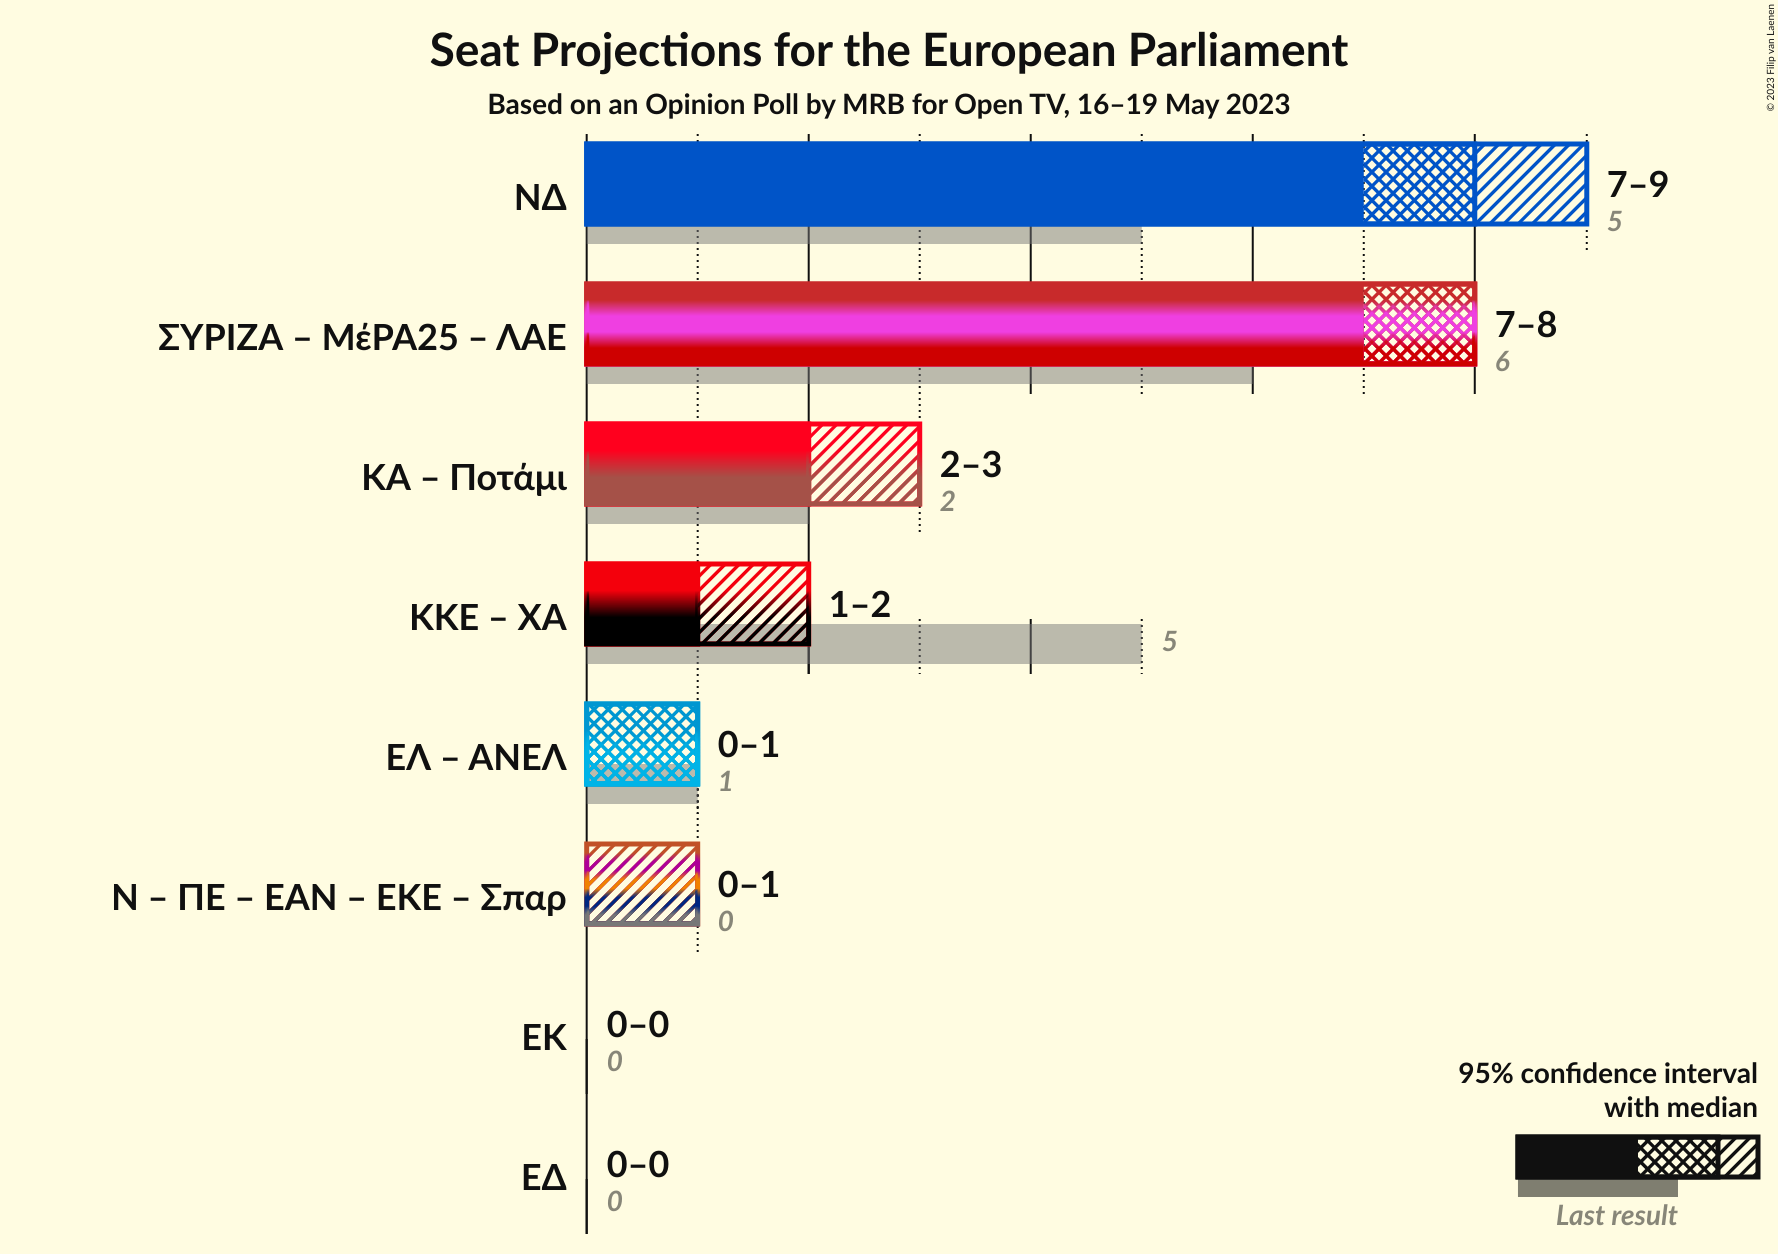 Seat Projections for the European Parliament
Based on an Opinion Poll by MRB for Open TV, 16–19 May 2023
© 2023 Filip van Laenen
ΝΔ
7–9
5
ΣΥΡΙΖΑ – ΜέΡΑ25 – ΛΑΕ
7–8
6
ΚΑ – Ποτάμι
2–3
2
ΚΚΕ – ΧΑ
1–2
5
ΕΛ – ΑΝΕΛ
0–1
1
Ν – ΠΕ – ΕΑΝ – ΕΚΕ – Σπαρ
0–1
0
ΕΚ
0–0
0
ΕΔ
0–0
0
95% confidence interval
with median
Last result